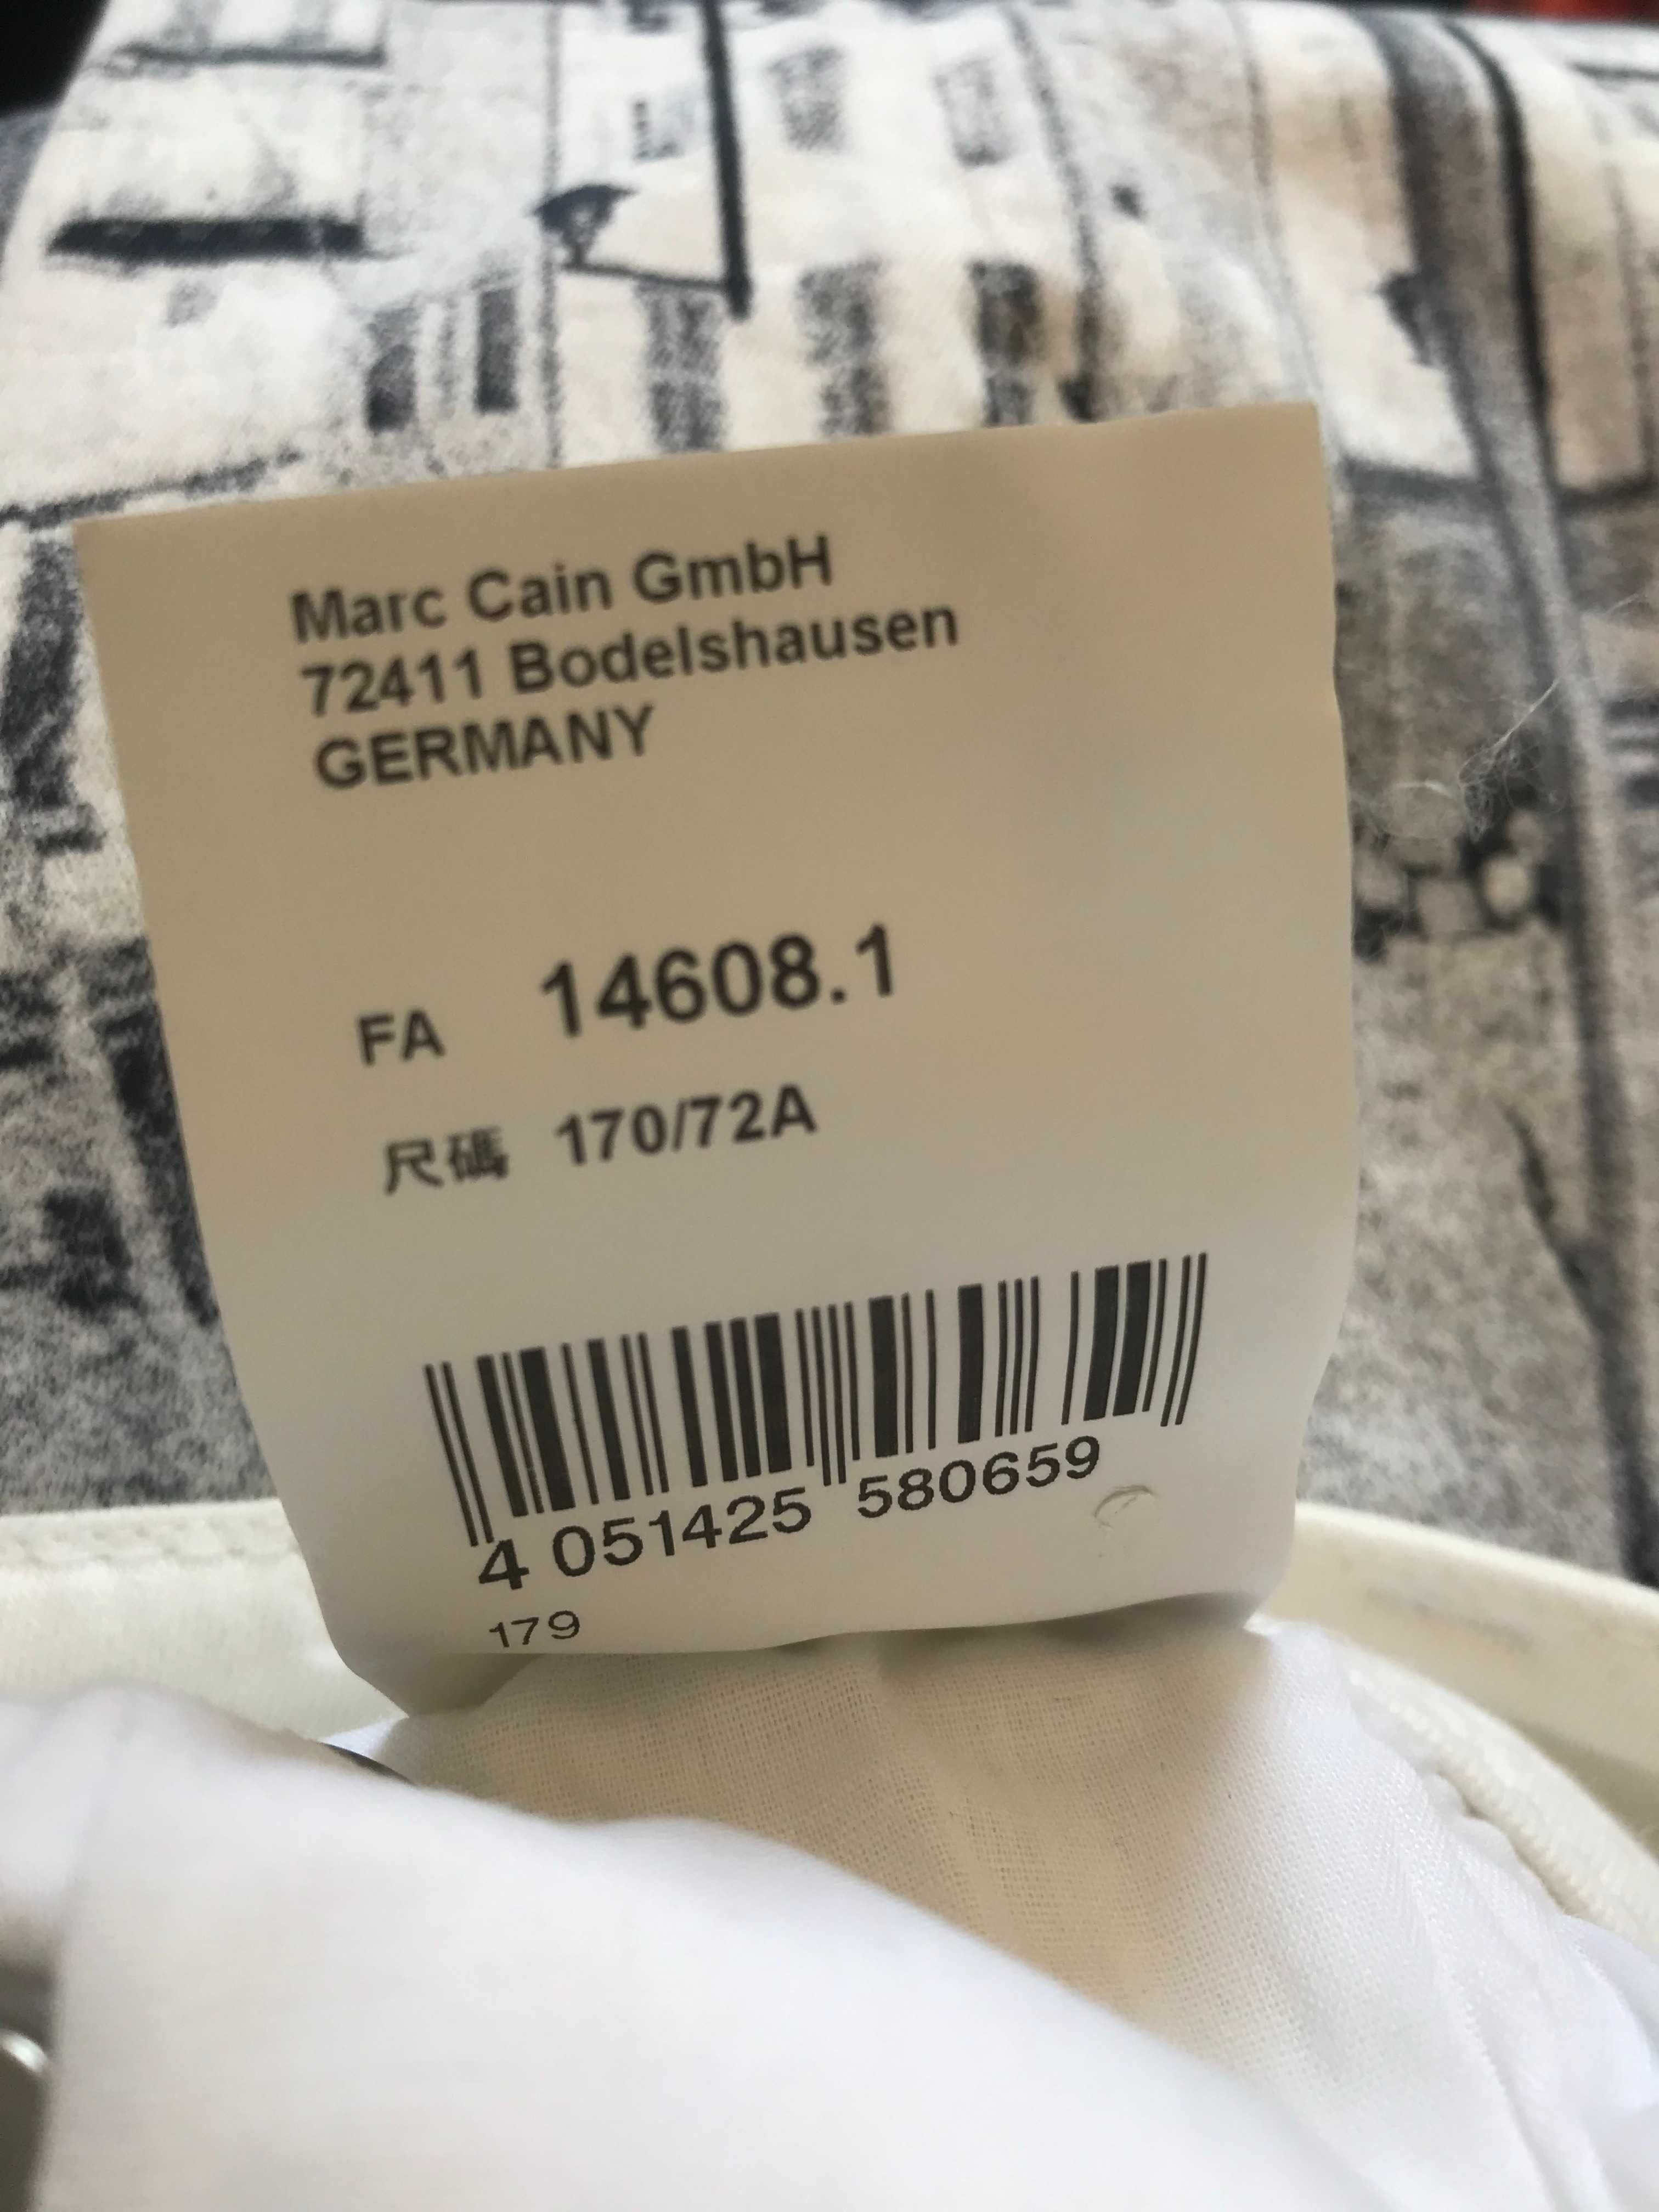 Marc Cain GmbH
72411 Bodelshausen
GERMANY
FA 14608.1
尺碼 170/72A
4 051425 580659
179